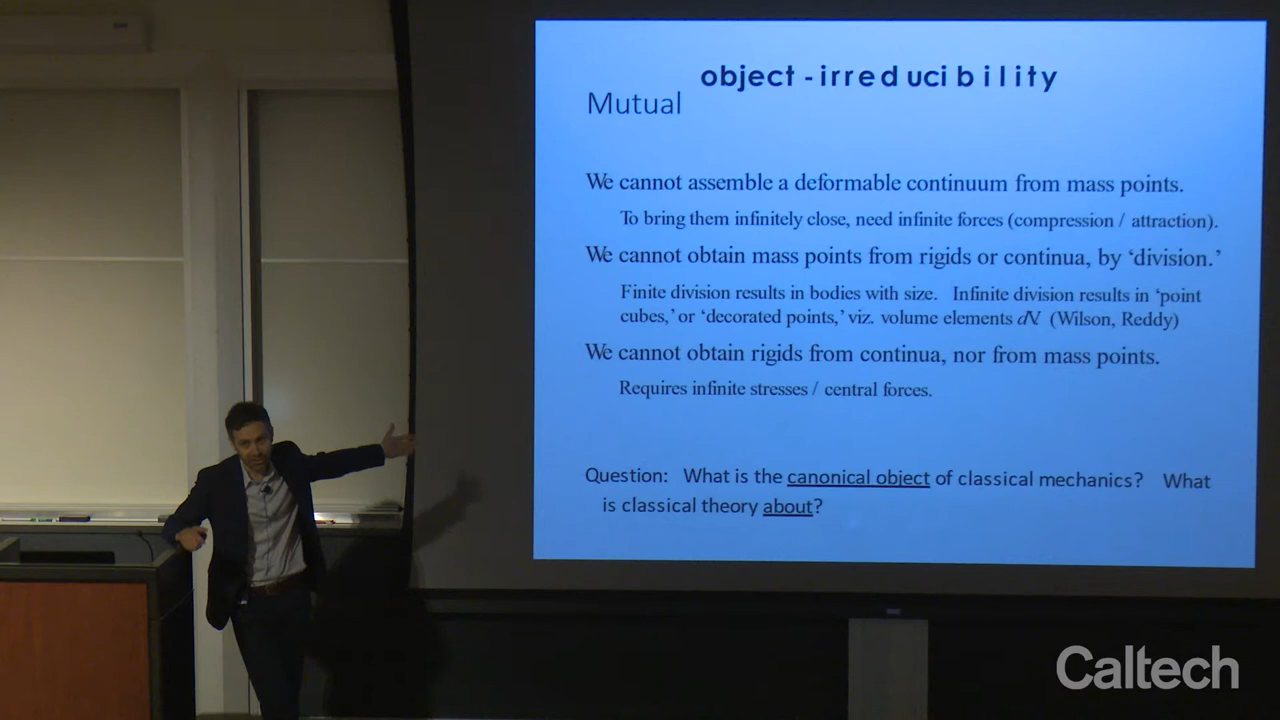 object - irreducibility
Mutual
We cannot assemble a deformable continuum from mass points.
To bring them infinitely close, need infinite forces (compression / attraction).
We cannot obtain mass points from rigids or continua, by ‘division.’
Finite division results in bodies with size. Infinite division results in ‘point
cubes,’ or ‘decorated points,’ viz. volume elements dV. (Wilson, Reddy)
We cannot obtain rigids from continua, nor from mass points.
Requires infinite stresses / central forces.
Question: What is the canonical object of classical mechanics? What
is classical theory about?
Caltech